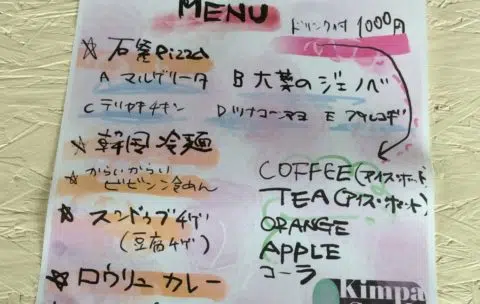 MENU
ドリンク付 1000円
☆ 石窯Pizza
A マルゲリータ
B 大葉のジェノベ
C テリヤキチキン
D ツナコーンマヨ
☆ 韓国冷麺
☆ からいからい
ビビン冷めん
☆ スンドゥブチゲ
(豆腐チゲ)
☆ ロウリュ カレー
COFFEE(アイス・ホット)
TEA(アイス・ホット)
ORANGE
APPLE
コーラ
Kimpa